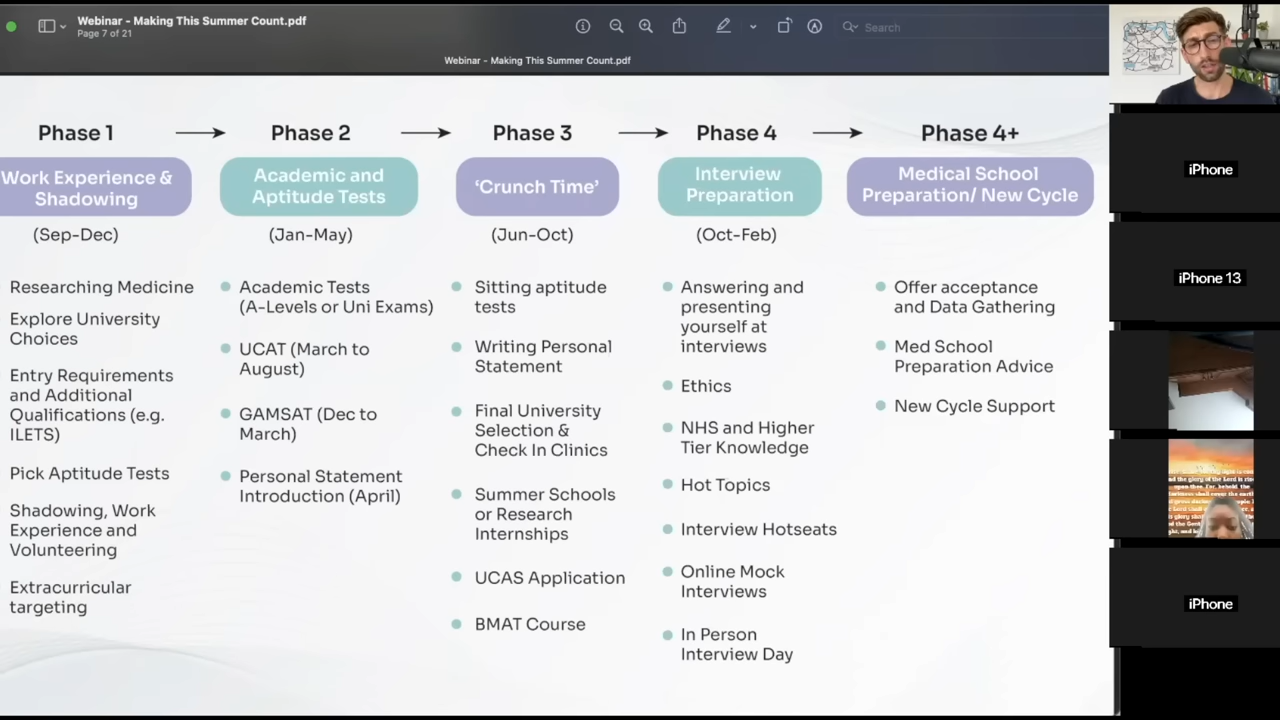 Webinar - Making This Summer Count.pdf
Page 7 of 21
Search
Webinar - Making This Summer Count.pdf
Phase 1
Work Experience &
Shadowing
(Sep-Dec)
Researching Medicine
Explore University
Choices
Entry Requirements
and Additional
Qualifications (e.g.
ILETS)
Pick Aptitude Tests
Shadowing, Work
Experience and
Volunteering
Extracurricular
targeting
Phase 2
Academic and
Aptitude Tests
(Jan-May)
Academic Tests
(A-Levels or Uni Exams)
UCAT (March to
August)
GAMSAT (Dec to
March)
Personal Statement
Introduction (April)
Phase 3
‘Crunch Time’
(Jun-Oct)
Sitting aptitude
tests
Writing Personal
Statement
Final University
Selection &
Check In Clinics
Summer Schools
or Research
Internships
UCAS Application
BMAT Course
Phase 4
Interview
Preparation
(Oct-Feb)
Answering and
presenting
yourself at
interviews
Ethics
NHS and Higher
Tier Knowledge
Hot Topics
Interview Hotseats
Online Mock
Interviews
In Person
Interview Day
Phase 4+
Medical School
Preparation/ New Cycle
Offer acceptance
and Data Gathering
Med School
Preparation Advice
New Cycle Support
iPhone
iPhone 13
iPhone